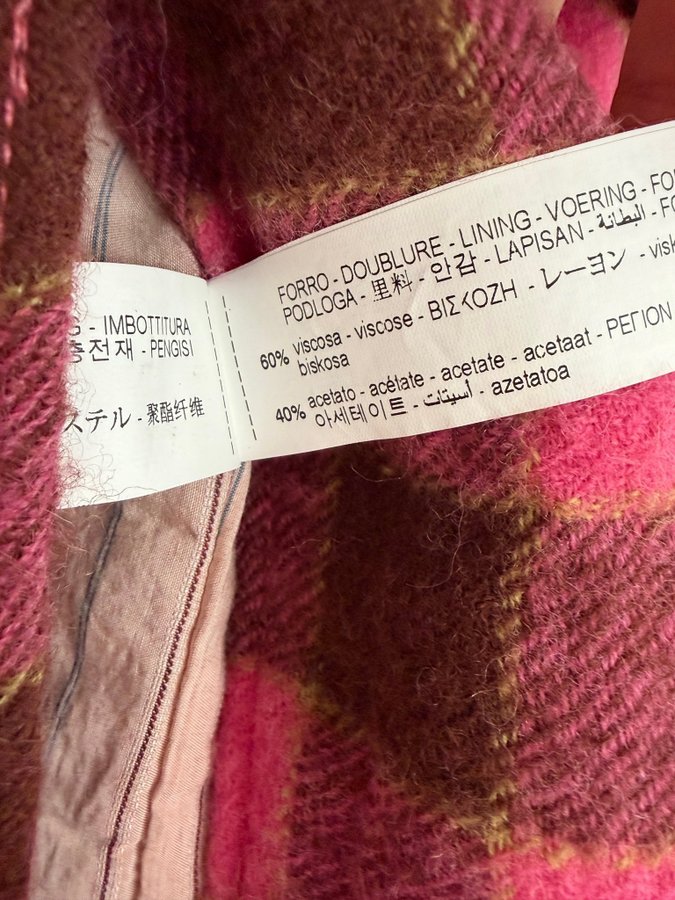 IMBOTTITURA
충전재 - PENGISI
ステル - 聚酯纤维
FORRO - DOUBLURE - LINING - VOERING -
PODLOGA - 里料 - 안감 - LAPISAN - البطانة -
60% viscosa - viscose - ΒΙΣΚΟΖΗ - レーヨン -
biskosa
40% acetato - acétate - acetate - acetaat - РЕГІОN
아세테이트 - أسيتات - azetatoa